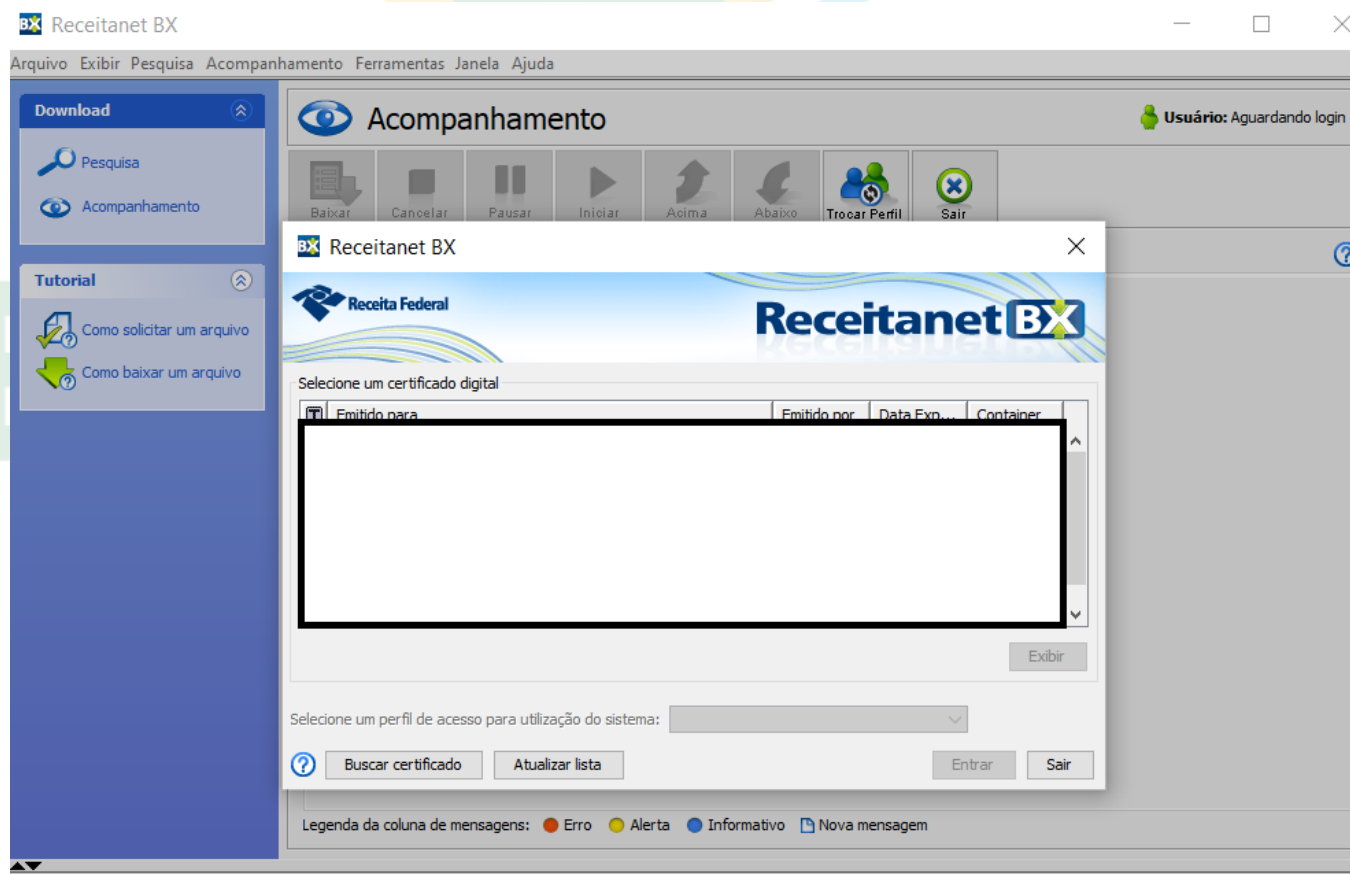 BX Receitanet BX
Arquivo Exibir Pesquisa Acompanhamento Ferramentas Janela Ajuda
Download
Pesquisa
Acompanhamento
Tutorial
Como solicitar um arquivo
Como baixar um arquivo
Acompanhamento
Usuário: Aguardando login
Baixar Cancelar Pausar Iniciar Acima Abaixo Trocar Perfil Sair
BX Receitanet BX
Receita Federal
Receitanet BX
Selecione um certificado digital
T Emitido para Emitido por Data Exp... Container
Exibir
Selecione um perfil de acesso para utilização do sistema:
? Buscar certificado Atualizar lista Entrar Sair
Legenda da coluna de mensagens: Erro Alerta Informativo Nova mensagem